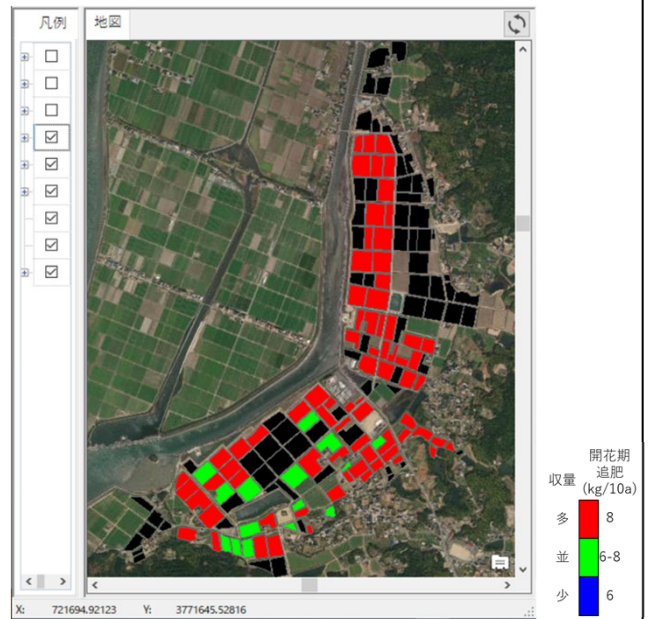 凡例
地図
開花期
追肥
収量 (kg/10a)
多 8
並 6-8
少 6
X: 721694.92123 Y: 3771645.52816